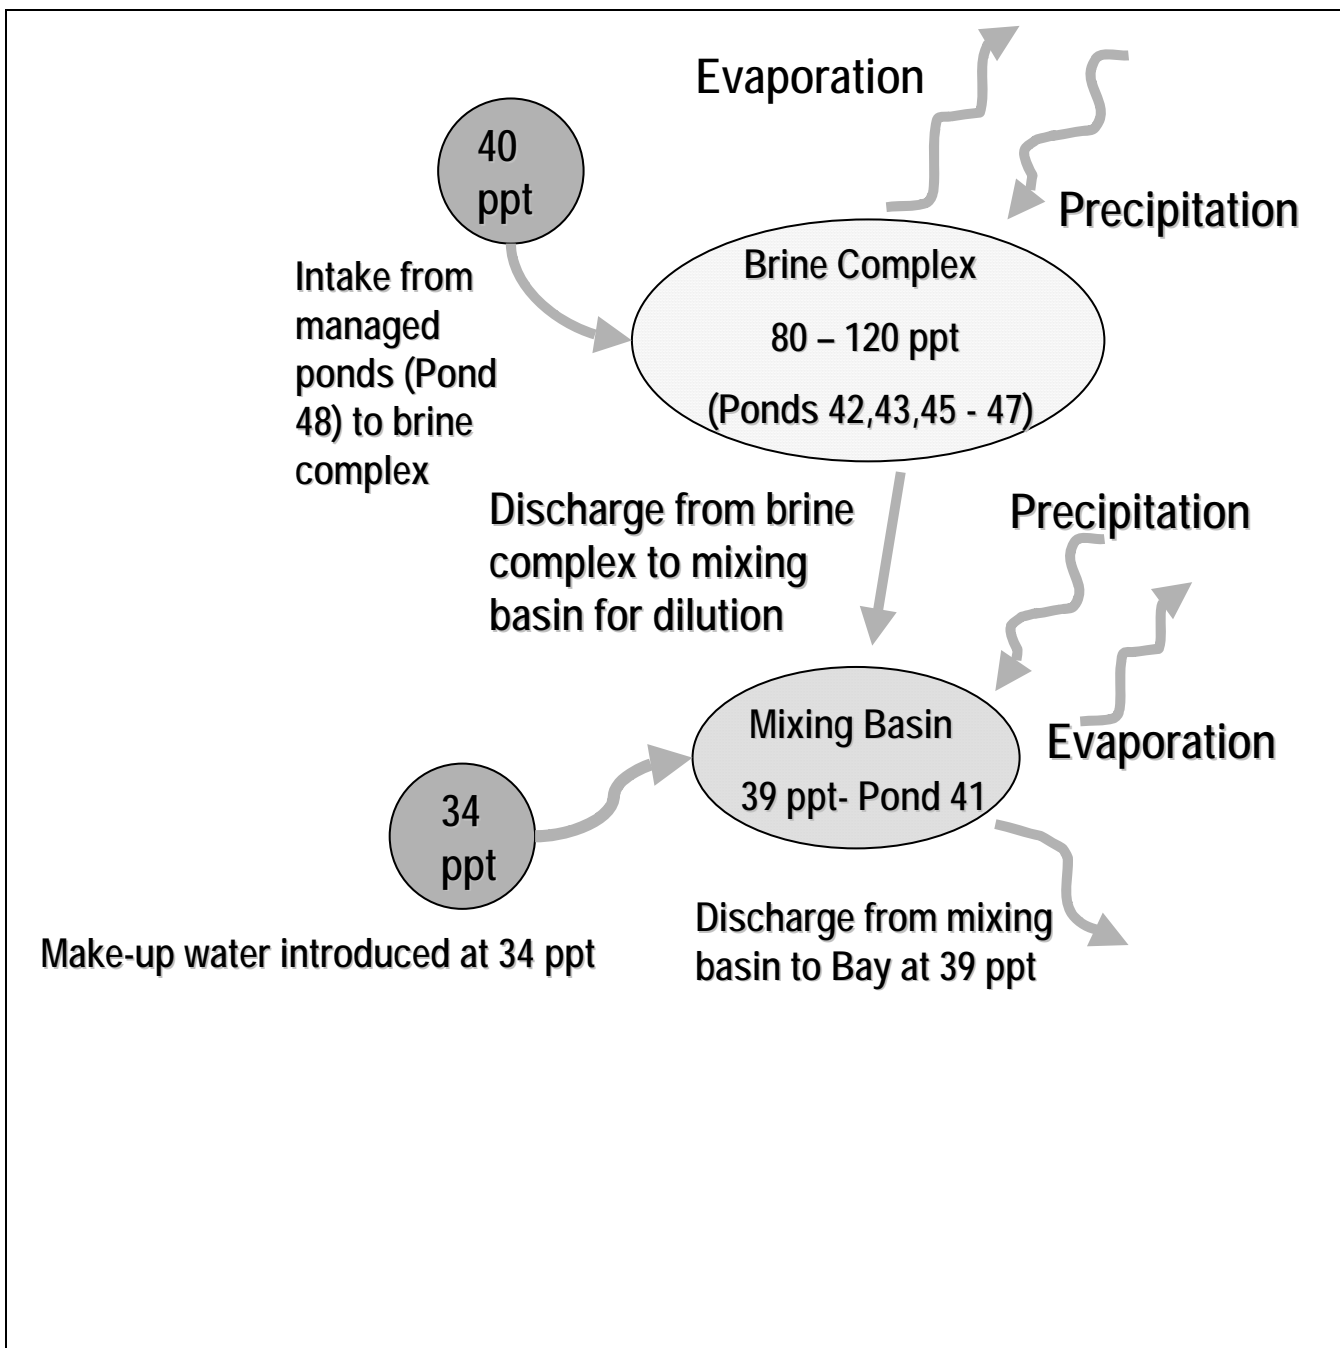 Evaporation
40
ppt
Precipitation
Intake from
managed
ponds (Pond
48) to brine
complex
Brine Complex
80 – 120 ppt
(Ponds 42,43,45 - 47)
Discharge from brine
complex to mixing
basin for dilution
Precipitation
Mixing Basin
39 ppt- Pond 41
Evaporation
34
ppt
Make-up water introduced at 34 ppt
Discharge from mixing
basin to Bay at 39 ppt